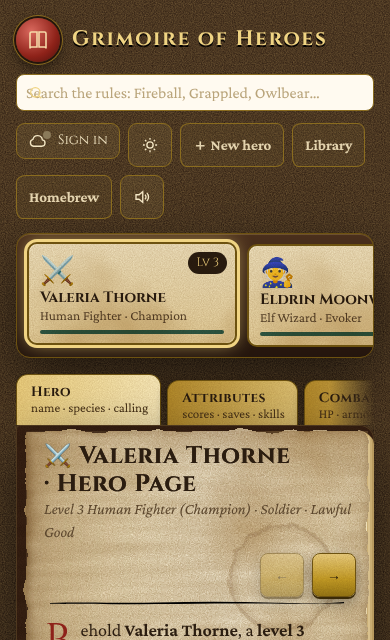 Grimoire of Heroes
Search the rules: Fireball, Grappled, Owlbear…
Sign in
+ New hero
Library
Homebrew
Lv 3
Valeria Thorne
Human Fighter · Champion
Eldrin Moonw
Elf Wizard · Evoker
Hero
name · species · calling
Attributes
scores · saves · skills
Comba
HP · arms
Valeria Thorne
· Hero Page
Level 3 Human Fighter (Champion) · Soldier · Lawful
Good
← →
Behold Valeria Thorne, a level 3